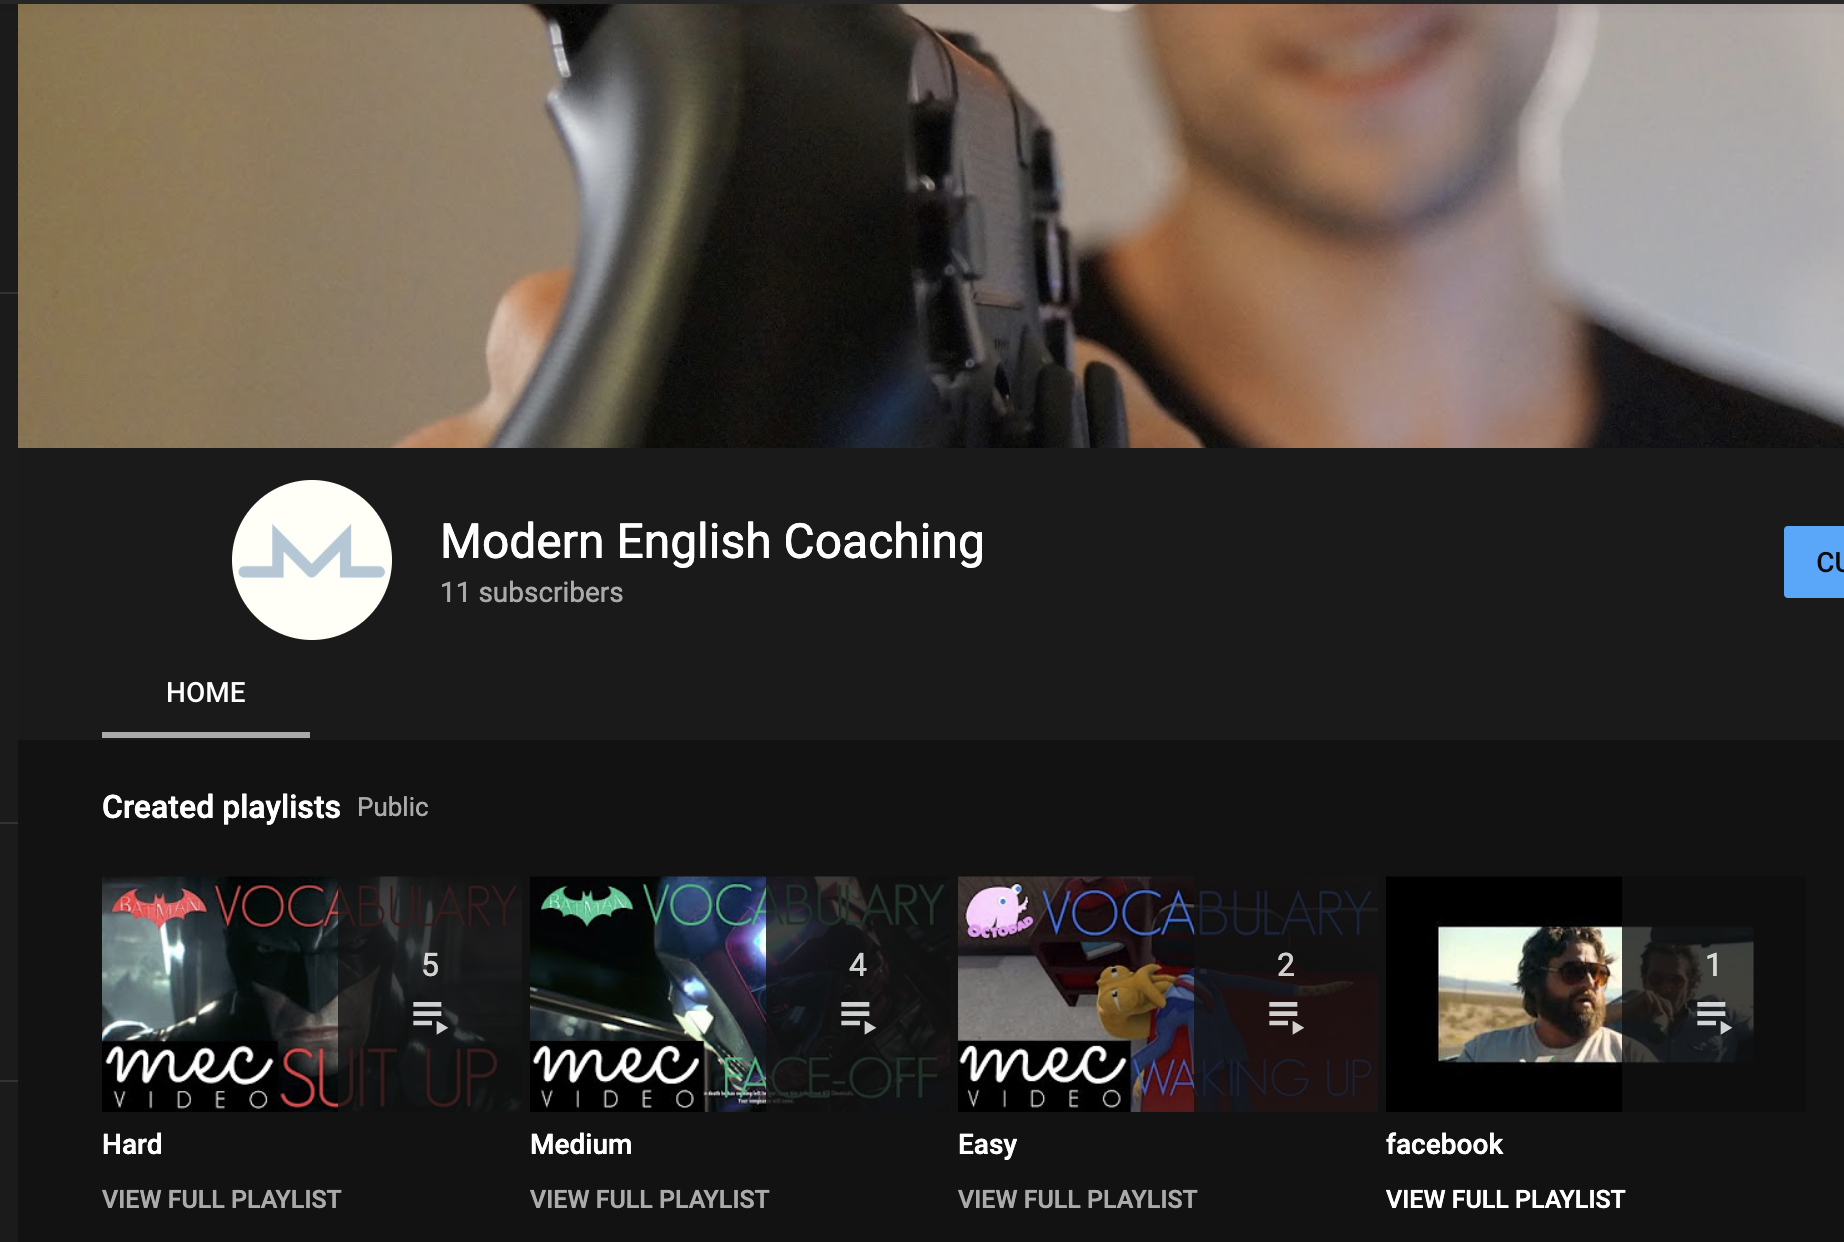 Modern English Coaching
11 subscribers
CU
HOME
Created playlists Public
BATMAN VOCABULARY
5
mec SUIT UP
VIDEO
Hard
VIEW FULL PLAYLIST
BATMAN VOCABULARY
4
mec FACE-OFF
VIDEO
Medium
VIEW FULL PLAYLIST
OCTODAD VOCABULARY
2
mec WAKING UP
VIDEO
Easy
VIEW FULL PLAYLIST
1
facebook
VIEW FULL PLAYLIST